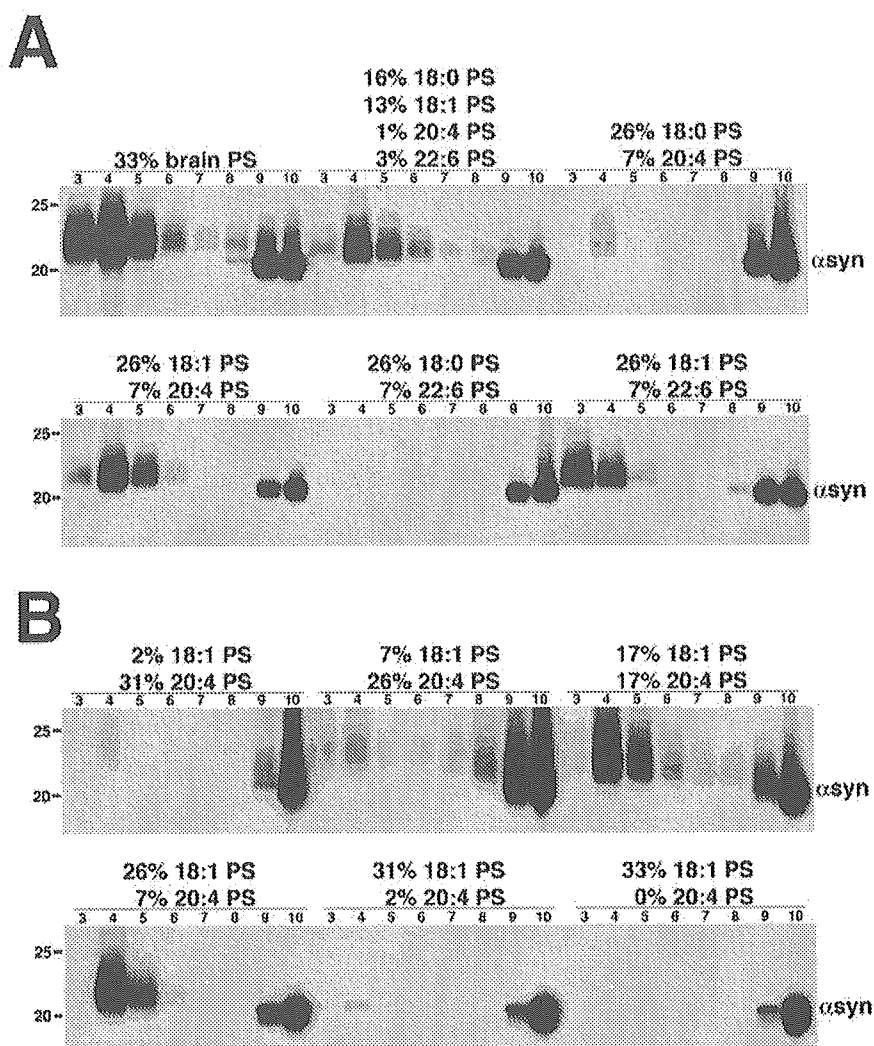 A
16% 18:0 PS
13% 18:1 PS
1% 20:4 PS
3% 22:6 PS
33% brain PS
26% 18:0 PS
7% 20:4 PS
3 4 5 6 7 8 9 10 3 4 5 6 7 8 9 10 3 4 5 6 7 8 9 10
25
20
αsyn
26% 18:1 PS
7% 20:4 PS
26% 18:0 PS
7% 22:6 PS
26% 18:1 PS
7% 22:6 PS
3 4 5 6 7 8 9 10 3 4 5 6 7 8 9 10 3 4 5 6 7 8 9 10
25
20
αsyn
B
2% 18:1 PS
31% 20:4 PS
7% 18:1 PS
26% 20:4 PS
17% 18:1 PS
17% 20:4 PS
3 4 5 6 7 8 9 10 3 4 5 6 7 8 9 10 3 4 5 6 7 8 9 10
25
20
αsyn
26% 18:1 PS
7% 20:4 PS
31% 18:1 PS
2% 20:4 PS
33% 18:1 PS
0% 20:4 PS
3 4 5 6 7 8 9 10 3 4 5 6 7 8 9 10 3 4 5 6 7 8 9 10
25
20
αsyn